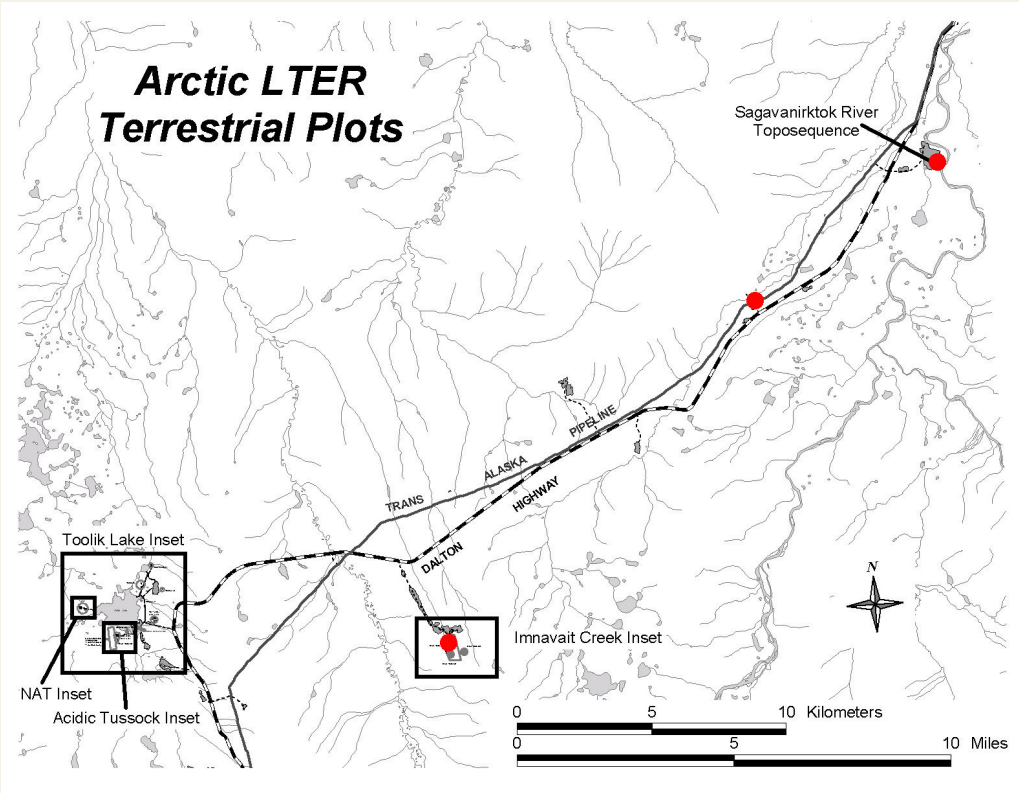 Arctic LTER
Terrestrial Plots
Sagavanirktok River
Toposequence
PIPELINE
ALASKA
TRANS
HIGHWAY
DALTON
Toolik Lake Inset
N
Imnavait Creek Inset
NAT Inset
Acidic Tussock Inset
0 5 10 Kilometers
0 5 10 Miles